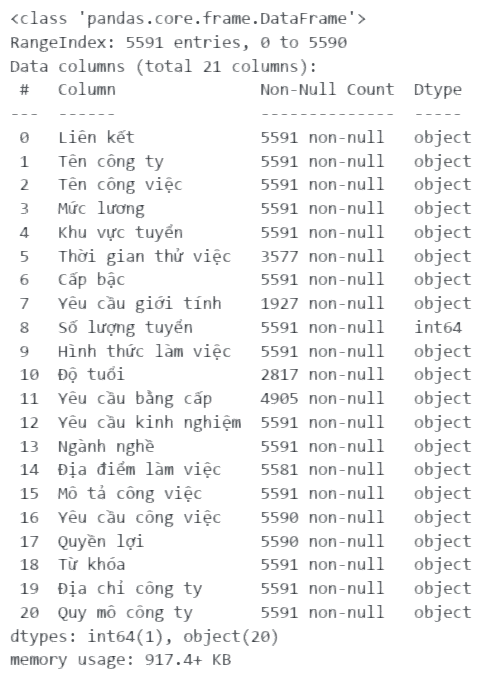 <class 'pandas.core.frame.DataFrame'>
RangeIndex: 5591 entries, 0 to 5590
Data columns (total 21 columns):
 #   Column               Non-Null Count  Dtype
---  ------               --------------  -----
 0   Liên kết             5591 non-null   object
 1   Tên công ty          5591 non-null   object
 2   Tên công việc        5591 non-null   object
 3   Mức lương            5591 non-null   object
 4   Khu vực tuyển        5591 non-null   object
 5   Thời gian thử việc   3577 non-null   object
 6   Cấp bậc              5591 non-null   object
 7   Yêu cầu giới tính    1927 non-null   object
 8   Số lượng tuyển       5591 non-null   int64
 9   Hình thức làm việc   5591 non-null   object
 10  Độ tuổi              2817 non-null   object
 11  Yêu cầu bằng cấp     4905 non-null   object
 12  Yêu cầu kinh nghiệm  5591 non-null   object
 13  Ngành nghề           5591 non-null   object
 14  Địa điểm làm việc    5581 non-null   object
 15  Mô tả công việc      5591 non-null   object
 16  Yêu cầu công việc    5590 non-null   object
 17  Quyền lợi            5590 non-null   object
 18  Từ khóa              5591 non-null   object
 19  Địa chỉ công ty      5591 non-null   object
 20  Quy mô công ty       5591 non-null   object
dtypes: int64(1), object(20)
memory usage: 917.4+ KB